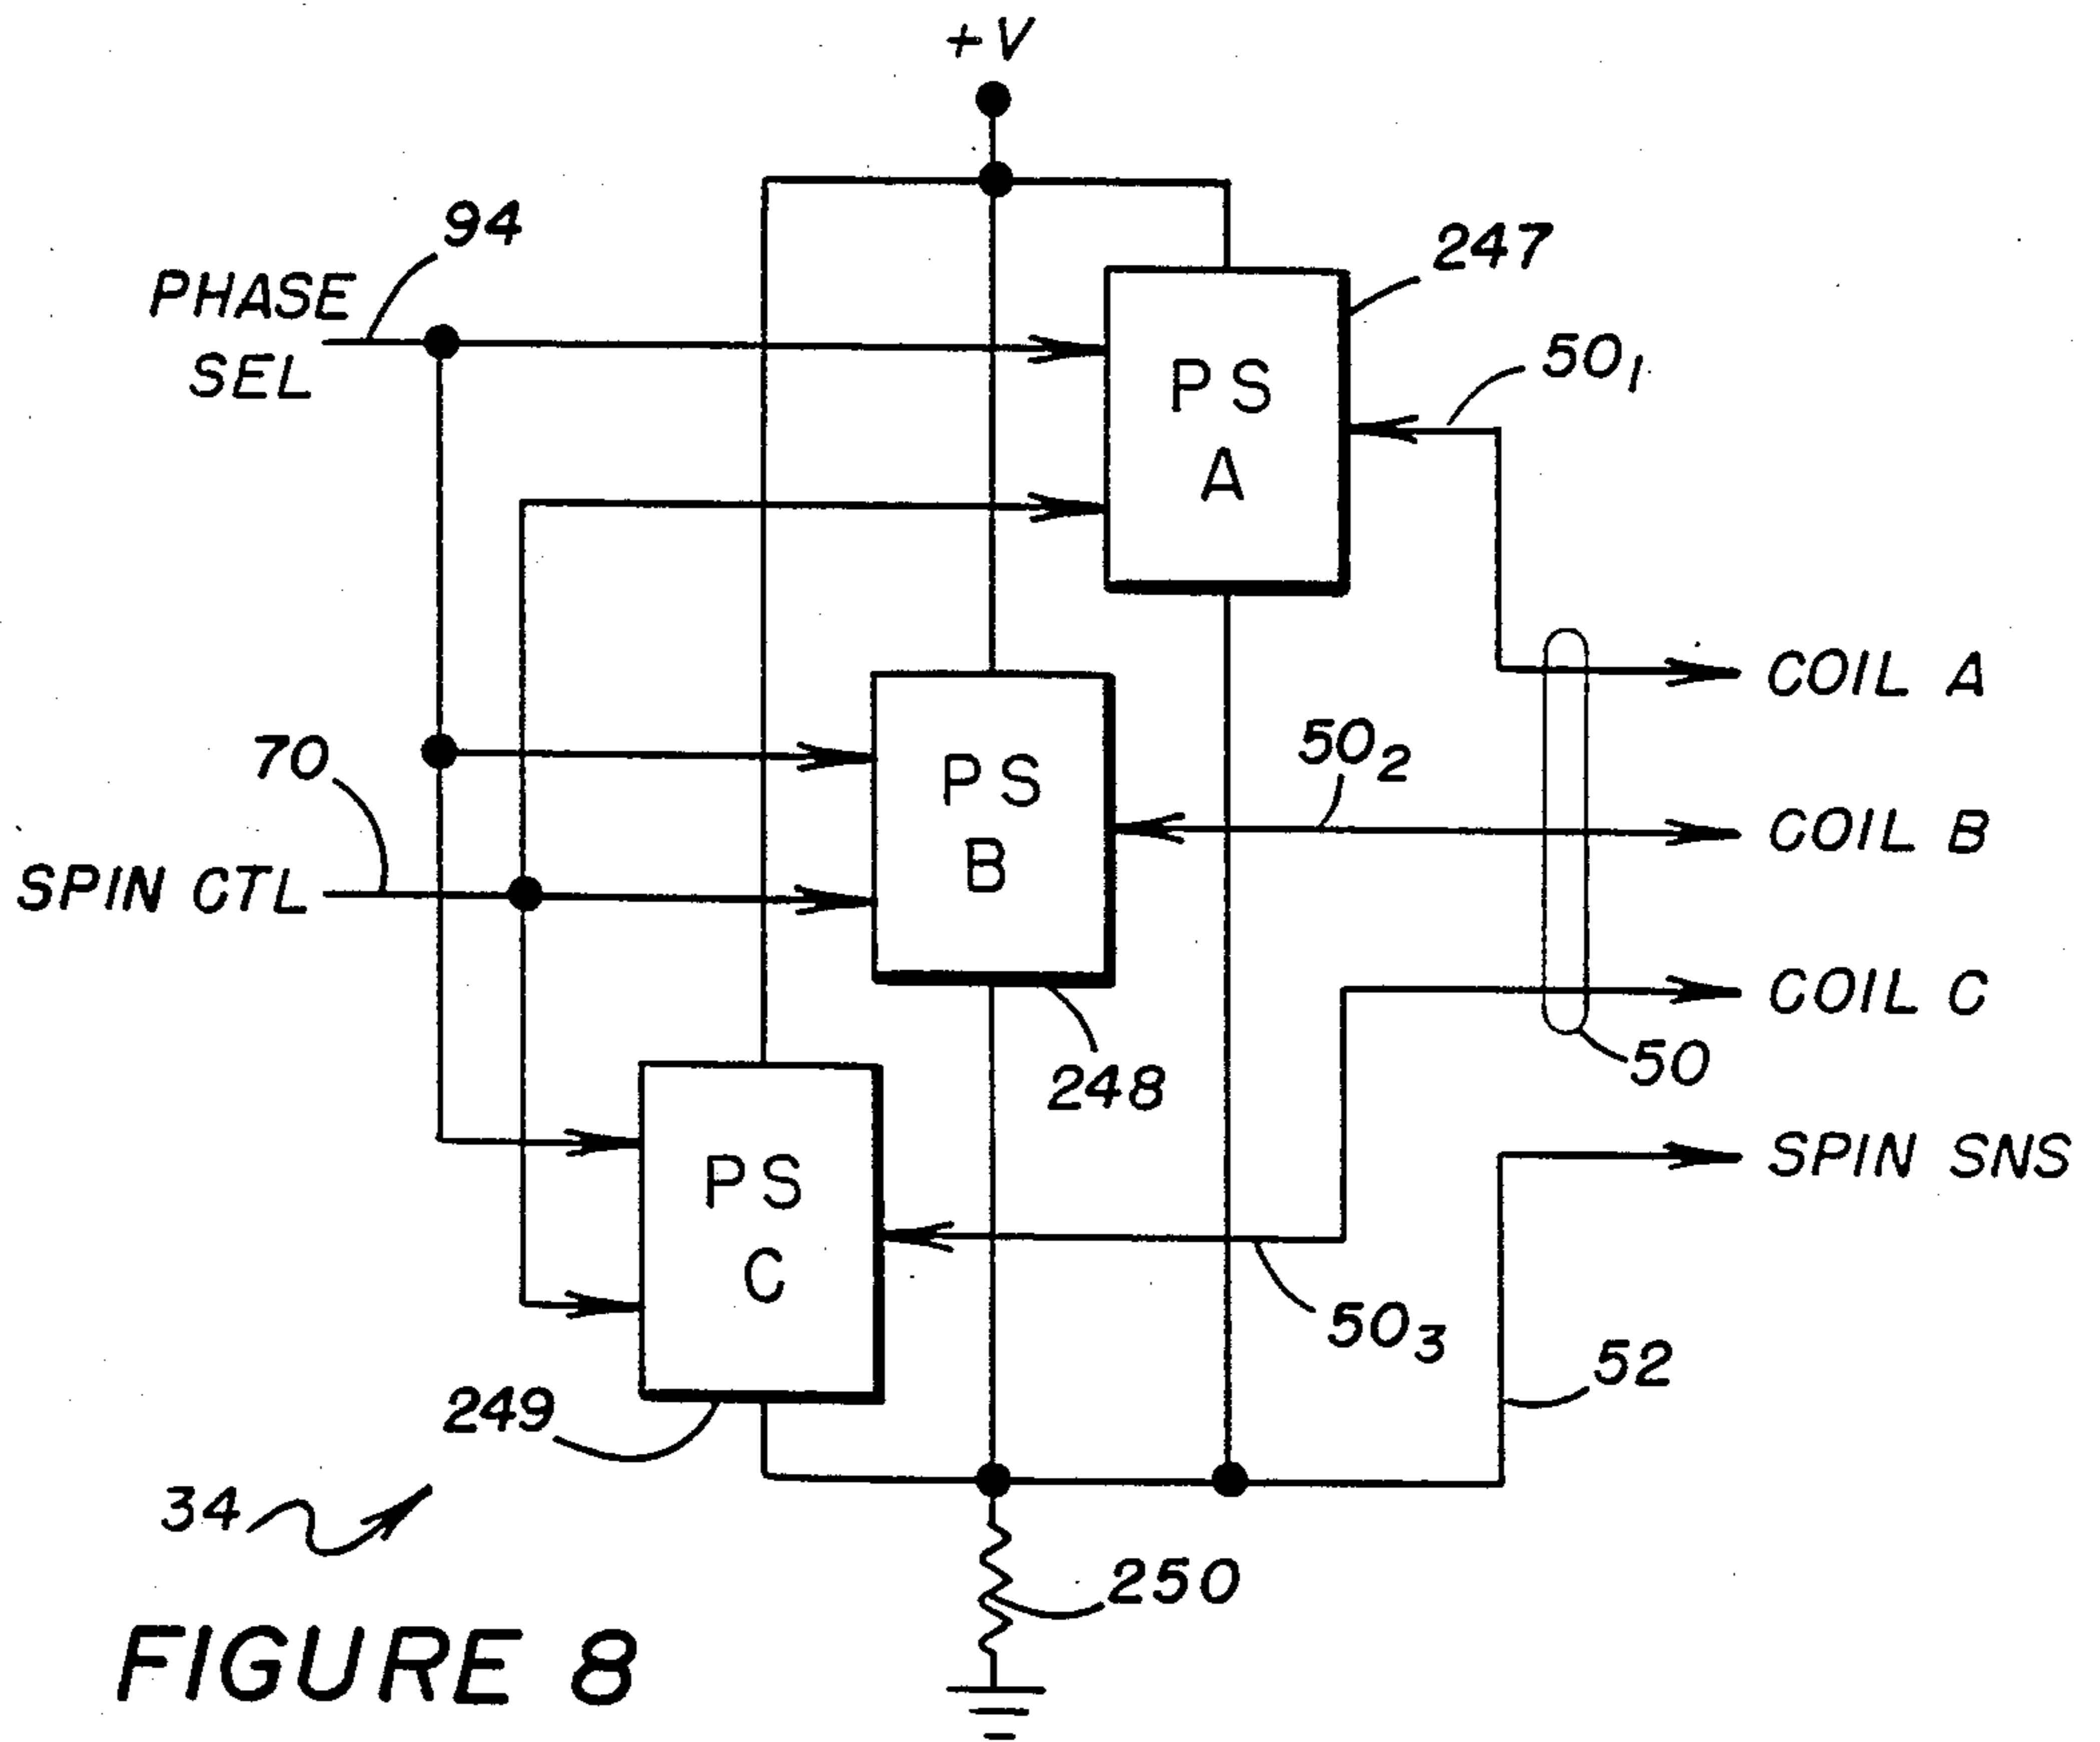 +V
94
PHASE
SEL
247
PS
A
50₁
COIL A
70
PS
B
50₂
COIL B
SPIN CTL
COIL C
50
248
SPIN SNS
PS
C
50₃
52
249
34
250
FIGURE 8